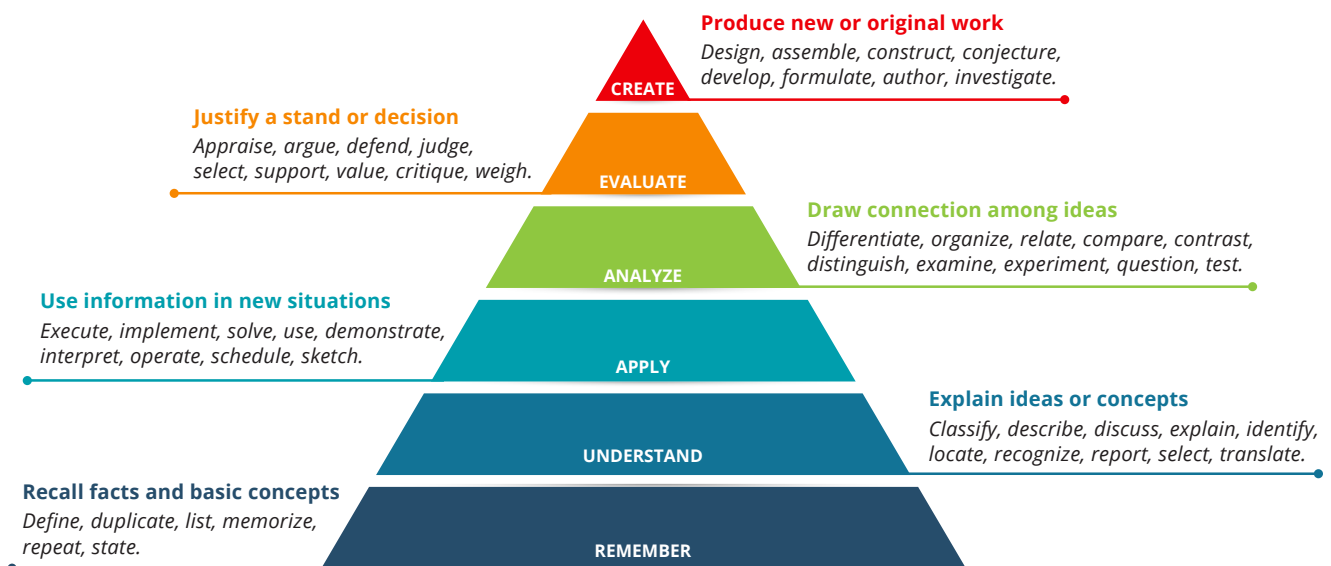 Produce new or original work
Design, assemble, construct, conjecture,
develop, formulate, author, investigate.
CREATE
Justify a stand or decision
Appraise, argue, defend, judge,
select, support, value, critique, weigh.
EVALUATE
Draw connection among ideas
Differentiate, organize, relate, compare, contrast,
distinguish, examine, experiment, question, test.
ANALYZE
Use information in new situations
Execute, implement, solve, use, demonstrate,
interpret, operate, schedule, sketch.
APPLY
Explain ideas or concepts
Classify, describe, discuss, explain, identify,
locate, recognize, report, select, translate.
UNDERSTAND
Recall facts and basic concepts
Define, duplicate, list, memorize,
repeat, state.
REMEMBER